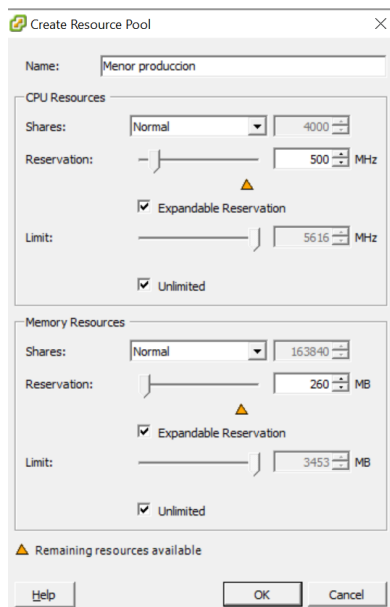 Create Resource Pool
Name: Menor produccion
CPU Resources
Shares: Normal 4000
Reservation: 500 MHz
Expandable Reservation
Limit: 5616 MHz
Unlimited
Memory Resources
Shares: Normal 163840
Reservation: 260 MB
Expandable Reservation
Limit: 3453 MB
Unlimited
Remaining resources available
Help OK Cancel